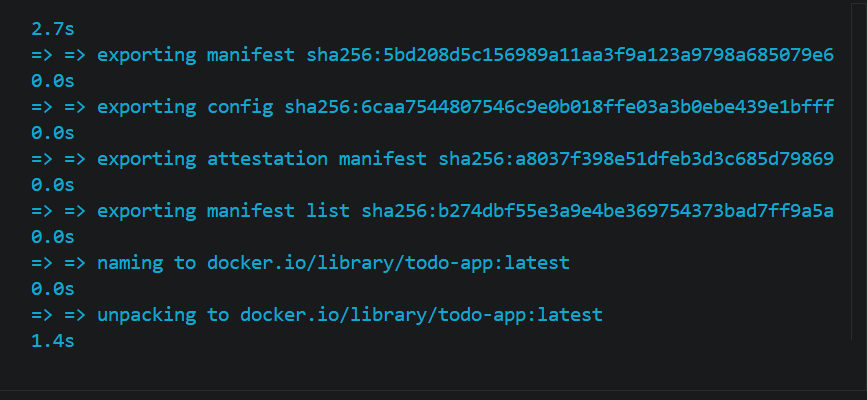 2.7s
=> => exporting manifest sha256:5bd208d5c156989a11aa3f9a123a9798a685079e6
0.0s
=> => exporting config sha256:6caa7544807546c9e0b018ffe03a3b0ebe439e1bfff
0.0s
=> => exporting attestation manifest sha256:a8037f398e51dfeb3d3c685d79869
0.0s
=> => exporting manifest list sha256:b274dbf55e3a9e4be369754373bad7ff9a5a
0.0s
=> => naming to docker.io/library/todo-app:latest
0.0s
=> => unpacking to docker.io/library/todo-app:latest
1.4s